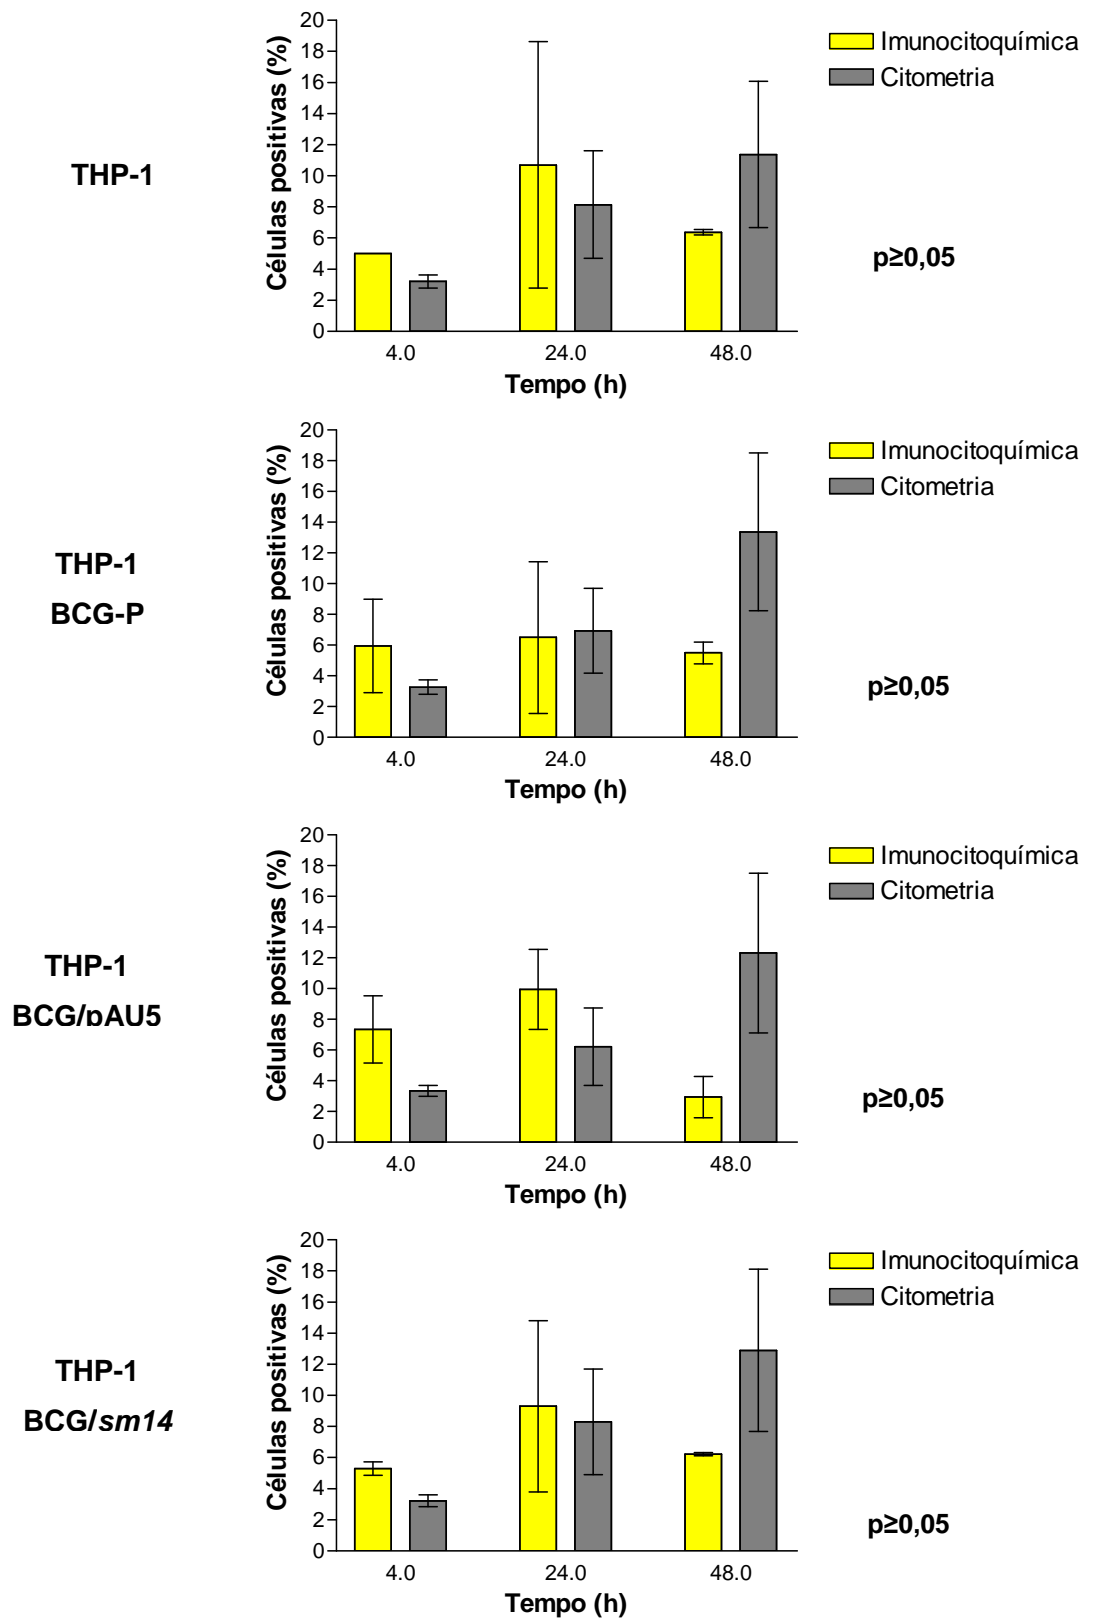 THP-1
Células positivas (%)
20
18
16
14
12
10
8
6
4
2
0
4.0 24.0 48.0
Tempo (h)
Imunocitoquímica
Citometria
p≥0,05
THP-1
BCG-P
Células positivas (%)
20
18
16
14
12
10
8
6
4
2
0
4.0 24.0 48.0
Tempo (h)
Imunocitoquímica
Citometria
p≥0,05
THP-1
BCG/pAU5
Células positivas (%)
20
18
16
14
12
10
8
6
4
2
0
4.0 24.0 48.0
Tempo (h)
Imunocitoquímica
Citometria
p≥0,05
THP-1
BCG/sm14
Células positivas (%)
20
18
16
14
12
10
8
6
4
2
0
4.0 24.0 48.0
Tempo (h)
Imunocitoquímica
Citometria
p≥0,05